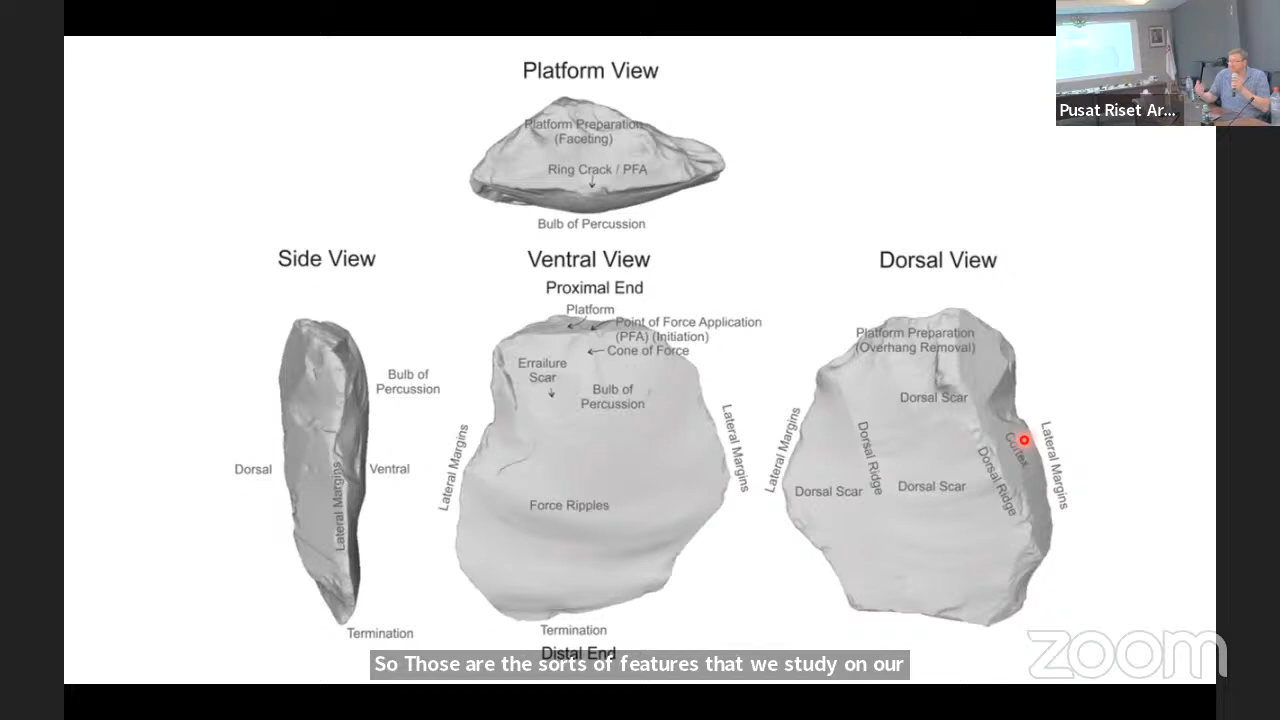 Pusat Riset Ar...
Platform View
Platform Preparation
(Faceting)
Ring Crack / PFA
Bulb of Percussion
Side View
Bulb of
Percussion
Dorsal
Ventral
Lateral Margins
Termination
Ventral View
Proximal End
Platform
Point of Force Application
(PFA) (Initiation)
Cone of Force
Errailure
Scar
Bulb of
Percussion
Lateral Margins
Lateral Margins
Force Ripples
Termination
Distal End
Dorsal View
Platform Preparation
(Overhang Removal)
Dorsal Scar
Lateral Margins
Dorsal Ridge
Cortex
Lateral Margins
Dorsal Ridge
Dorsal Scar
Dorsal Scar
So Those are the sorts of features that we study on our
zoom